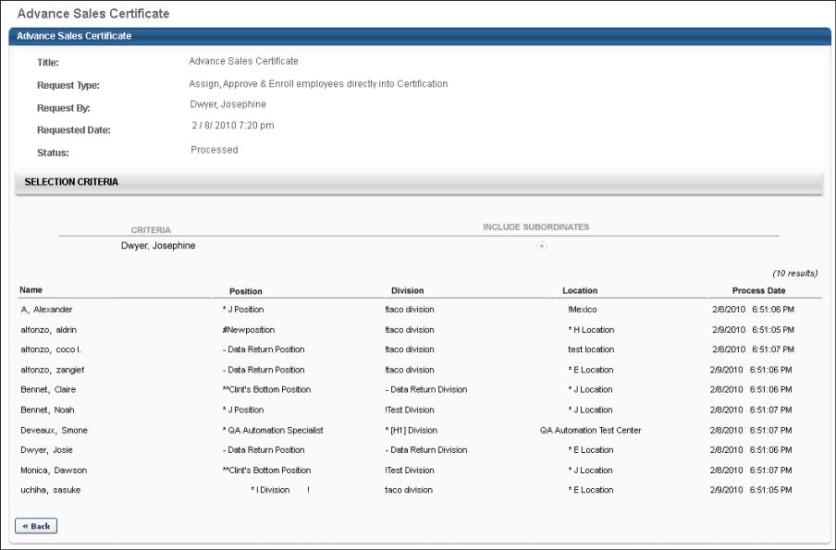 Advance Sales Certificate
Advance Sales Certificate
Title: Advance Sales Certificate
Request Type: Assign, Approve & Enroll employees directly into Certification
Request By: Dwyer, Josephine
Requested Date: 2 / 8/ 2010 7:20 pm
Status: Processed
SELECTION CRITERIA
CRITERIA INCLUDE SUBORDINATES
Dwyer, Josephine
(10 results)
Name Position Division Location Process Date
A, Alexander * J Position !taco division !Mexico 2/8/2010 6:51:06 PM
alfonzo, aldrin #Newposition !taco division * H Location 2/9/2010 6:51:05 PM
alfonzo, coco l. - Data Return Position !taco division test location 2/8/2010 6:51:07 PM
alfonzo, zangief - Data Return Position !taco division * E Location 2/9/2010 6:51:06 PM
Bennet, Claire **Clint's Bottom Position - Data Return Division * J Location 2/8/2010 6:51:06 PM
Bennet, Noah * J Position !Test Division * J Location 2/8/2010 6:51:07 PM
Deveaux, Smone * QA Automation Specialist * [H1] Division QA Automation Test Center 2/8/2010 6:51:07 PM
Dwyer, Josie - Data Return Position - Data Return Division * E Location 2/8/2010 6:51:06 PM
Monica, Dawson **Clint's Bottom Position !Test Division * J Location 2/8/2010 6:51:07 PM
uchiha, sasuke * I Division ! taco division * E Location 2/9/2010 6:51:05 PM
« Back